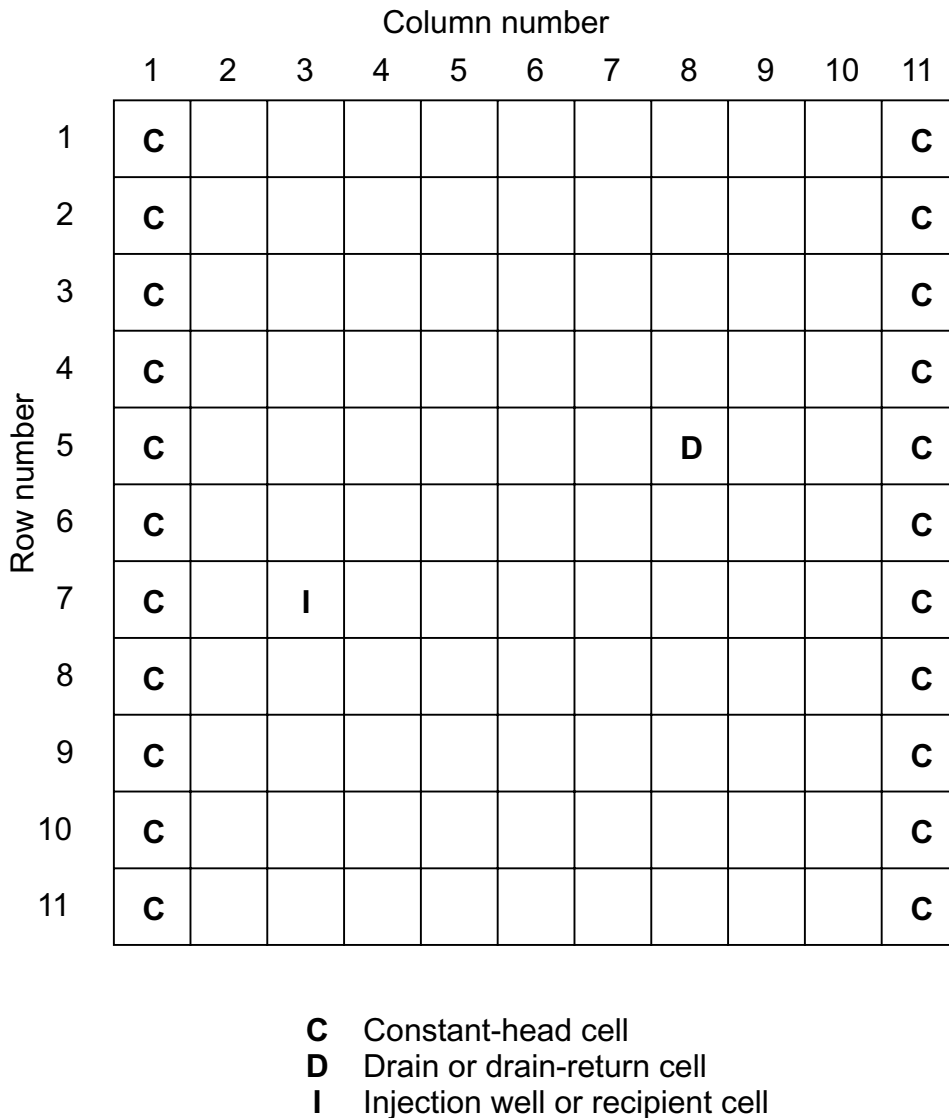 Column number
1 2 3 4 5 6 7 8 9 10 11
Row number
1 C C
2 C C
3 C C
4 C C
5 C D C
6 C C
7 C I C
8 C C
9 C C
10 C C
11 C C
C Constant-head cell
D Drain or drain-return cell
I Injection well or recipient cell